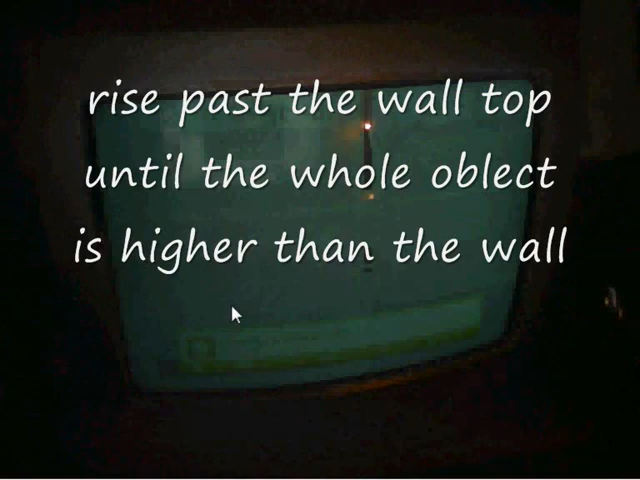 rise past the wall top
until the whole oblect
is higher than the wall